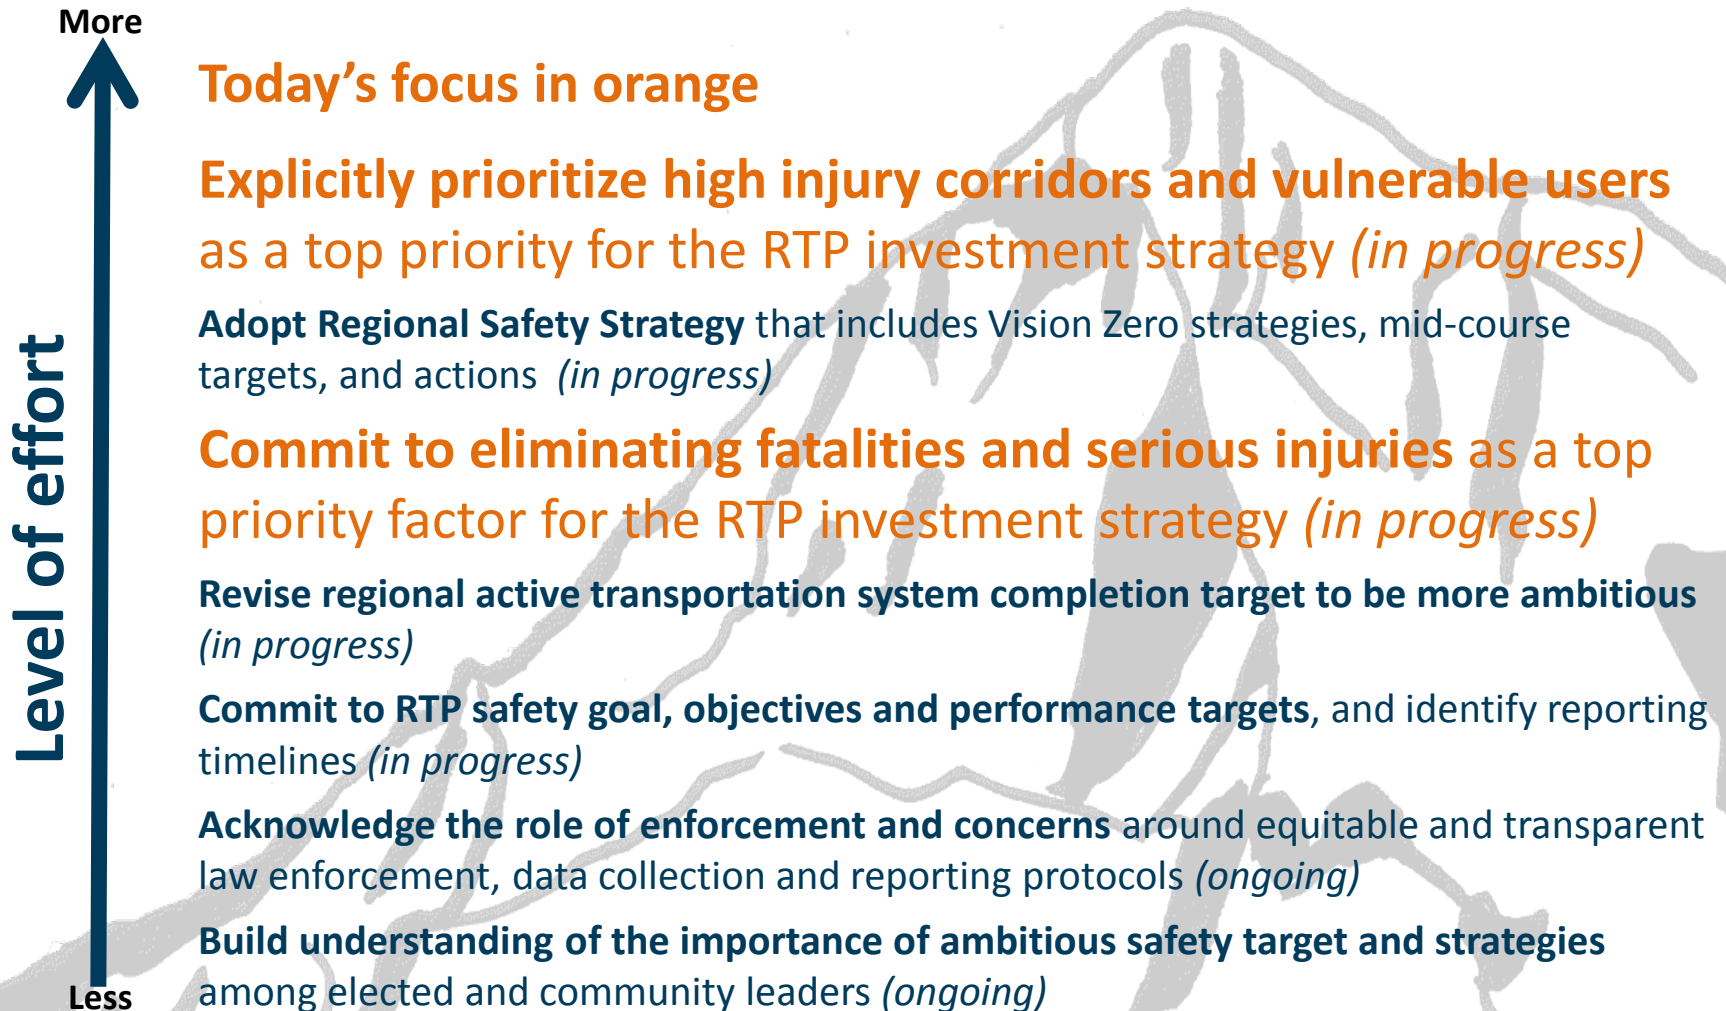 More
Today's focus in orange
Explicitly prioritize high injury corridors and vulnerable users
as a top priority for the RTP investment strategy (in progress)
Adopt Regional Safety Strategy that includes Vision Zero strategies, mid-course
targets, and actions (in progress)
Commit to eliminating fatalities and serious injuries as a top
priority factor for the RTP investment strategy (in progress)
Revise regional active transportation system completion target to be more ambitious
(in progress)
Commit to RTP safety goal, objectives and performance targets, and identify reporting
timelines (in progress)
Acknowledge the role of enforcement and concerns around equitable and transparent
law enforcement, data collection and reporting protocols (ongoing)
Build understanding of the importance of ambitious safety target and strategies
among elected and community leaders (ongoing)
Less
Level of effort